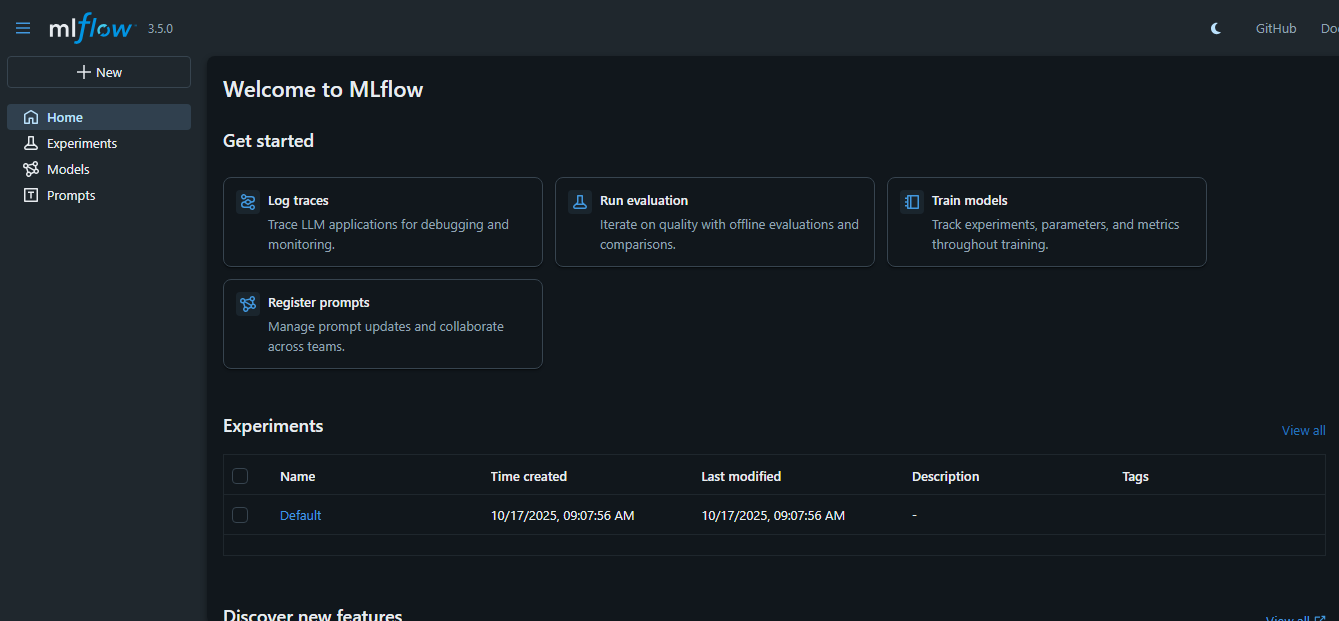 mlflow 3.5.0
GitHub
New
Home
Experiments
Models
Prompts
Welcome to MLflow
Get started
Log traces
Trace LLM applications for debugging and
monitoring.
Run evaluation
Iterate on quality with offline evaluations and
comparisons.
Train models
Track experiments, parameters, and metrics
throughout training.
Register prompts
Manage prompt updates and collaborate
across teams.
Experiments
View all
Name Time created Last modified Description Tags
Default 10/17/2025, 09:07:56 AM 10/17/2025, 09:07:56 AM -
Discover new features
View all